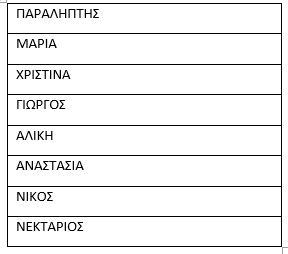 ΠΑΡΑΛΗΠΤΗΣ
ΜΑΡΙΑ
ΧΡΙΣΤΙΝΑ
ΓΙΩΡΓΟΣ
ΑΛΙΚΗ
ΑΝΑΣΤΑΣΙΑ
ΝΙΚΟΣ
ΝΕΚΤΑΡΙΟΣ